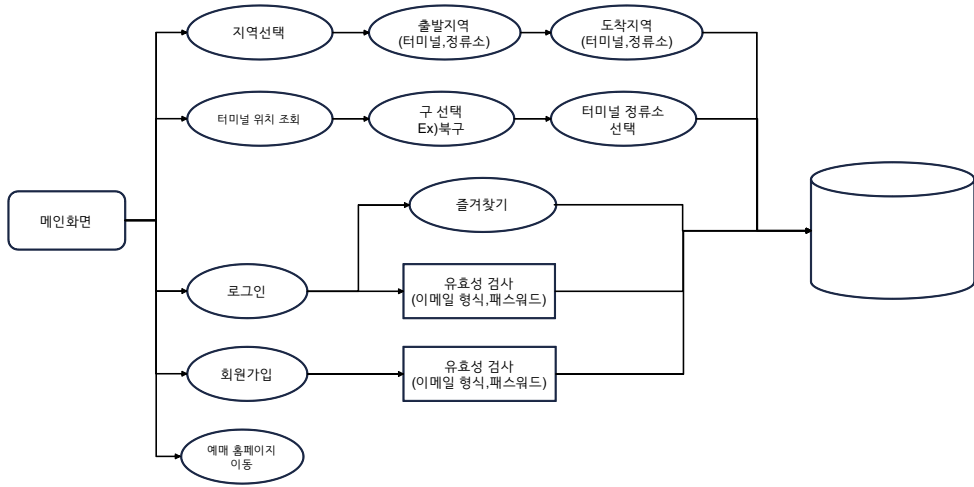 지역선택
출발지역
(터미널,정류소)
도착지역
(터미널,정류소)
터미널 위치 조회
구 선택
Ex)북구
터미널 정류소
선택
메인화면
즐겨찾기
로그인
유효성 검사
(이메일 형식,패스워드)
회원가입
유효성 검사
(이메일 형식,패스워드)
예매 홈페이지
이동